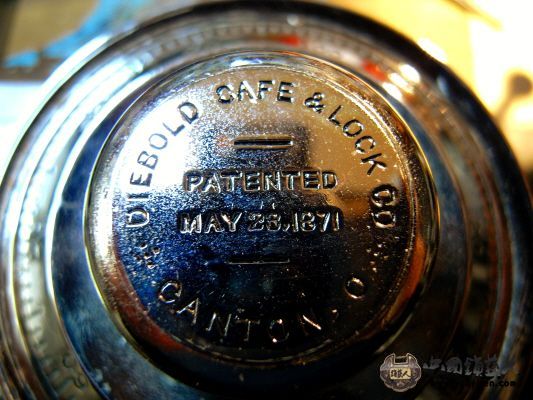 DIEBOLD SAFE & LOCK CO
PATENTED
MAY 23.1871
CANTON, O.